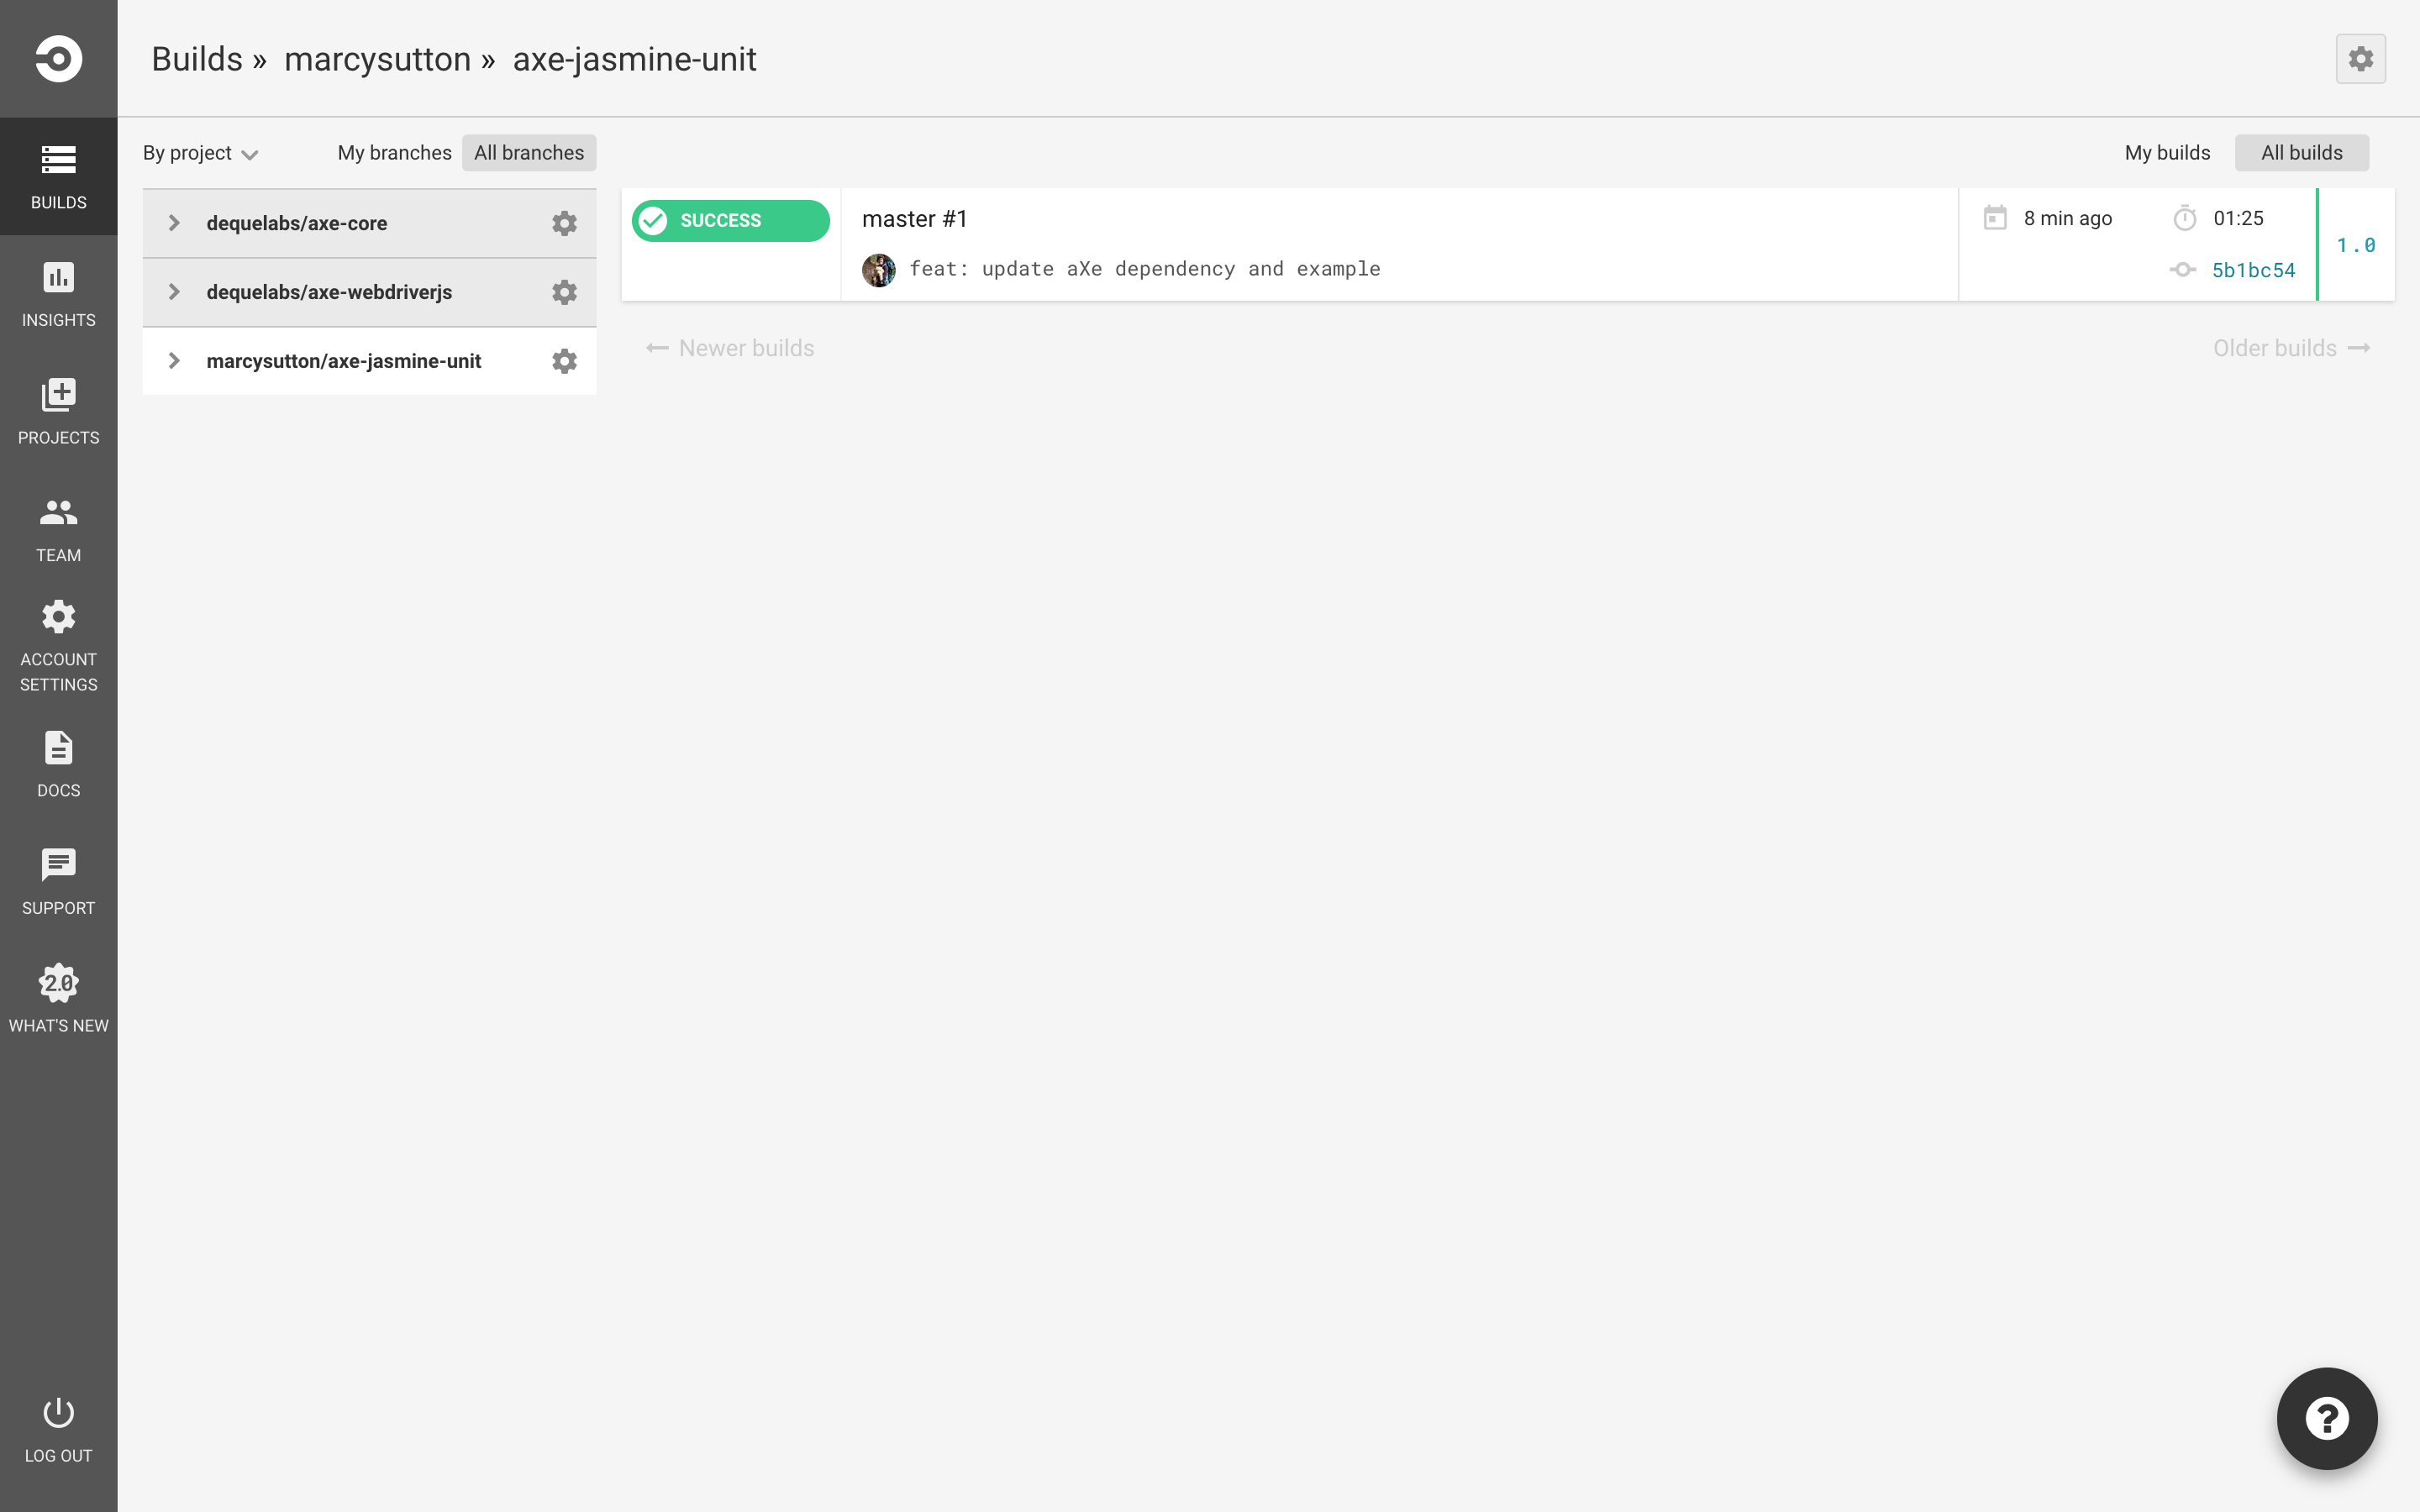 Builds » marcysutton » axe-jasmine-unit
BUILDS
INSIGHTS
PROJECTS
TEAM
ACCOUNT
SETTINGS
DOCS
SUPPORT
2.0
WHAT'S NEW
LOG OUT
By project
My branches
All branches
dequelabs/axe-core
dequelabs/axe-webdriverjs
marcysutton/axe-jasmine-unit
My builds
All builds
SUCCESS
master #1
feat: update aXe dependency and example
8 min ago
01:25
5b1bc54
1.0
← Newer builds
Older builds →
?